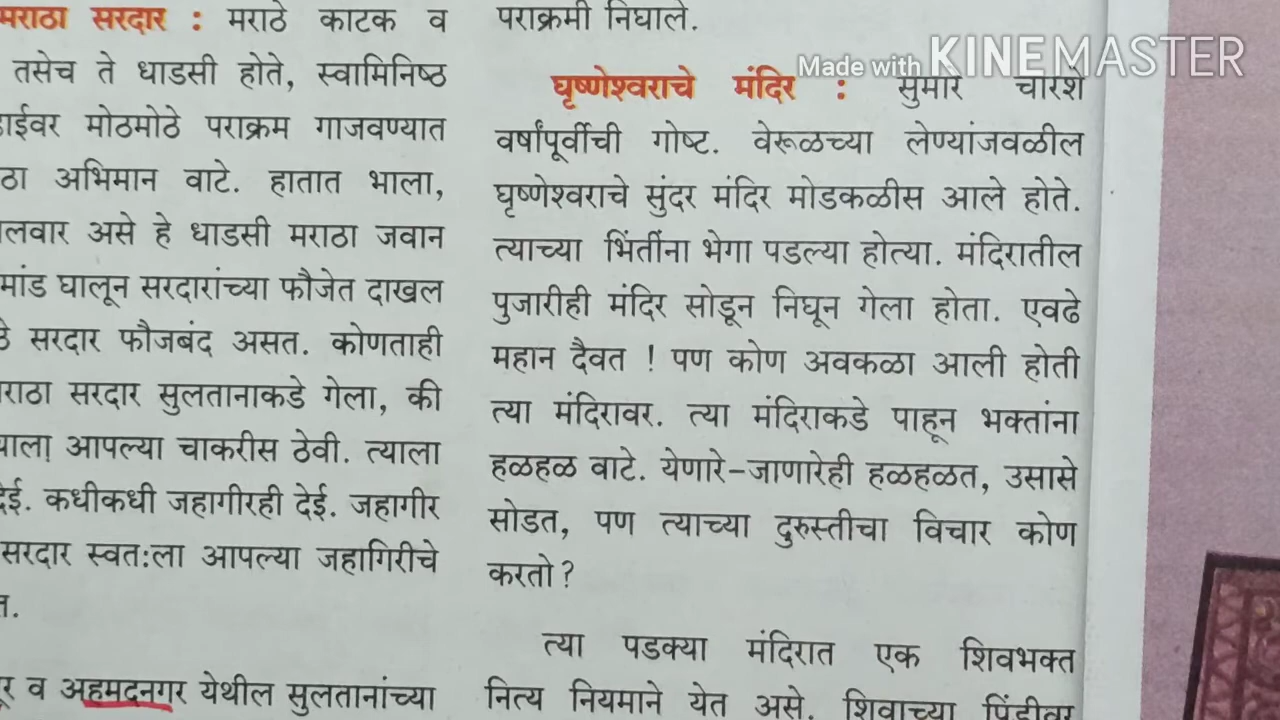 मराठा सरदार : मराठे काटक व
तसेच ते धाडसी होते, स्वामिनिष्ठ
मोठमोठे पराक्रम गाजवण्यात
अभिमान वाटे. हातात भाला,
असे हे धाडसी मराठा जवान
मांड घालून सरदारांच्या फौजेत दाखल
सरदार फौजबंद असत. कोणताही
सरदार सुलतानाकडे गेला, की
आपल्या चाकरीस ठेवी. त्याला
देई. कधीकधी जहागीरही देई. जहागीर
सरदार स्वत:ला आपल्या जहागिरीचे
व अहमदनगर येथील सुलतानांच्या
पराक्रमी निघाले.
घृष्णेश्वराचे मंदिर : सुमारे चारशे
वर्षांपूर्वीची गोष्ट. वेरूळच्या लेण्यांजवळील
घृष्णेश्वराचे सुंदर मंदिर मोडकळीस आले होते.
त्याच्या भिंतींना भेगा पडल्या होत्या. मंदिरातील
पुजारीही मंदिर सोडून निघून गेला होता. एवढे
महान दैवत ! पण कोण अवकळा आली होती
त्या मंदिरावर. त्या मंदिराकडे पाहून भक्तांना
हळहळ वाटे. येणारे-जाणारेही हळहळत, उसासे
सोडत, पण त्याच्या दुरुस्तीचा विचार कोण
करतो?
त्या पडक्या मंदिरात एक शिवभक्त
नित्य नियमाने येत असे. शिवाच्या पिंडीवर
Made with KINEMASTER